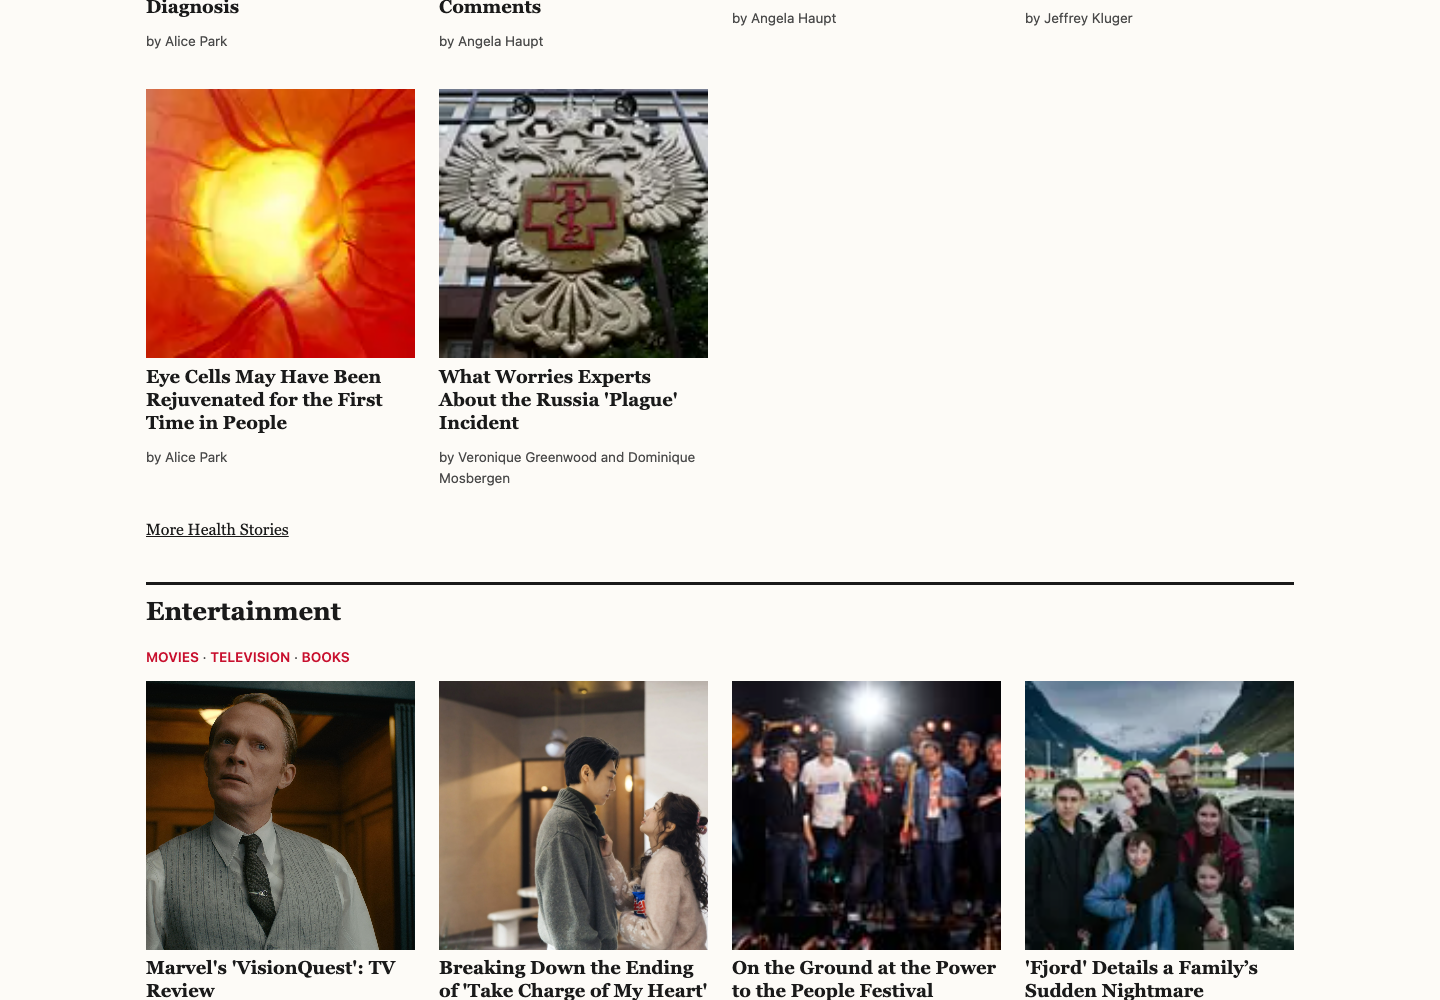 Diagnosis
by Alice Park
Comments
by Angela Haupt
by Angela Haupt
by Jeffrey Kluger
Eye Cells May Have Been
Rejuvenated for the First
Time in People
by Alice Park
What Worries Experts
About the Russia 'Plague'
Incident
by Veronique Greenwood and Dominique
Mosbergen
More Health Stories
Entertainment
MOVIES · TELEVISION · BOOKS
Marvel's 'VisionQuest': TV
Review
Breaking Down the Ending
of 'Take Charge of My Heart'
On the Ground at the Power
to the People Festival
'Fjord' Details a Family’s
Sudden Nightmare